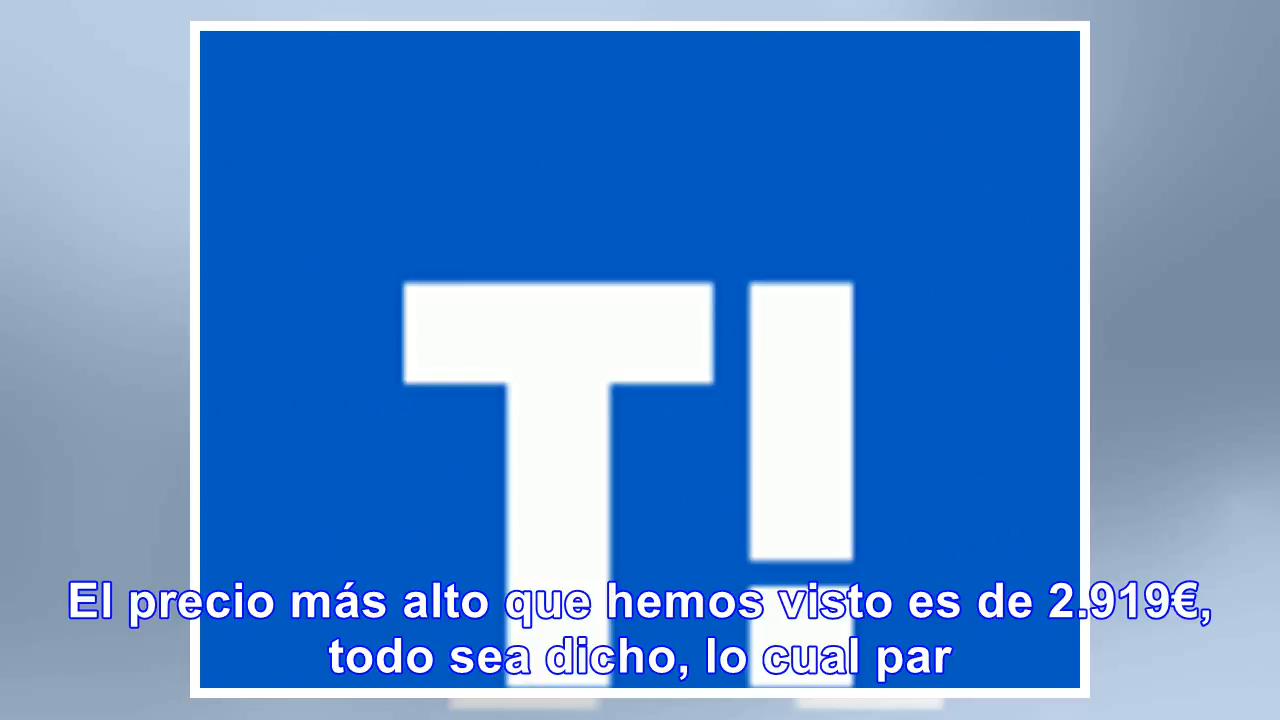 T!
El precio más alto que hemos visto es de 2.919€,
todo sea dicho, lo cual par